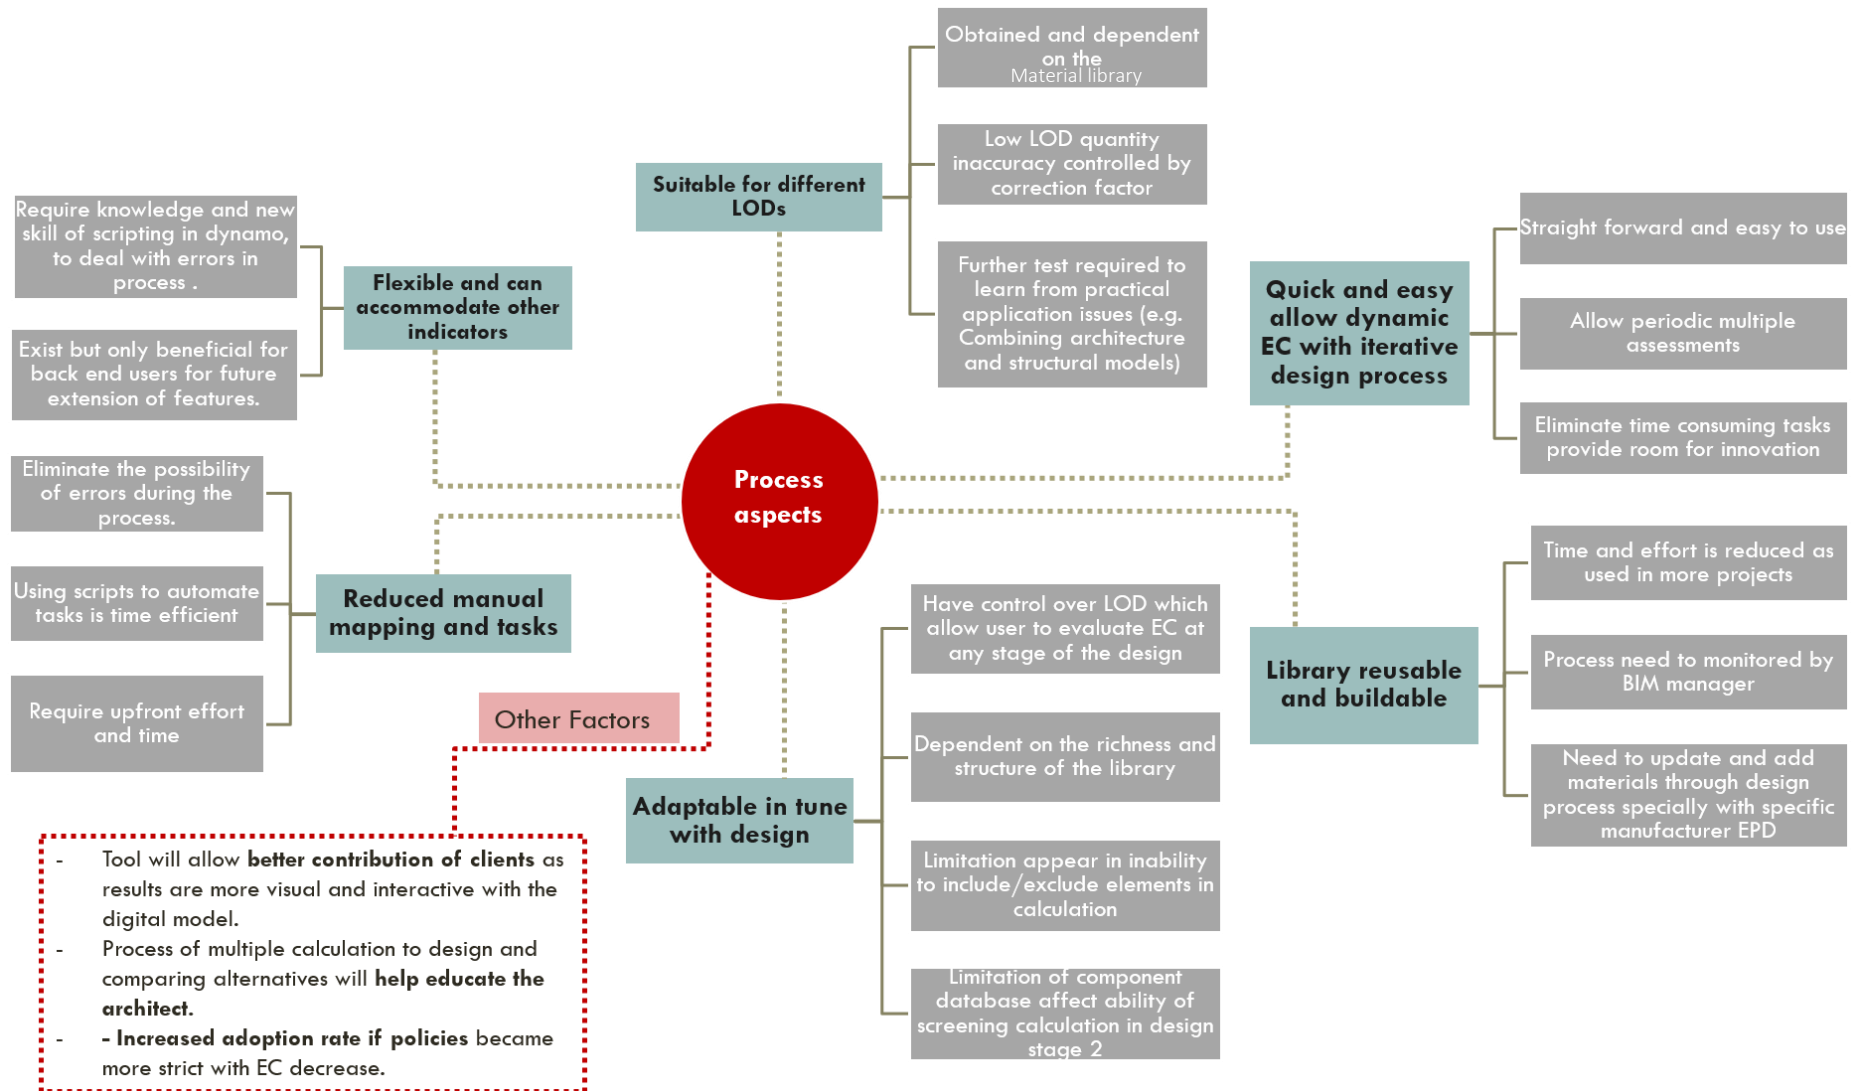 Obtained and dependent
on the
Material library
Low LOD quantity
inaccuracy controlled by
correction factor
Further test required to
learn from practical
application issues (e.g.
Combining architecture
and structural models)
Suitable for different
LODs
Require knowledge and new
skill of scripting in dynamo,
to deal with errors in
process .
Exist but only beneficial for
back end users for future
extension of features.
Flexible and can
accommodate other
indicators
Quick and easy
allow dynamic
EC with iterative
design process
Straight forward and easy to use
Allow periodic multiple
assessments
Eliminate time consuming tasks
provide room for innovation
Process
aspects
Eliminate the possibility
of errors during the
process.
Using scripts to automate
tasks is time efficient
Require upfront effort
and time
Reduced manual
mapping and tasks
Library reusable
and buildable
Time and effort is reduced as
used in more projects
Process need to monitored by
BIM manager
Need to update and add
materials through design
process specially with specific
manufacturer EPD
Adaptable in tune
with design
Have control over LOD which
allow user to evaluate EC at
any stage of the design
Dependent on the richness and
structure of the library
Limitation appear in inability
to include/exclude elements in
calculation
Limitation of component
database affect ability of
screening calculation in design
stage 2
Other Factors
- Tool will allow better contribution of clients as
results are more visual and interactive with the
digital model.
- Process of multiple calculation to design and
comparing alternatives will help educate the
architect.
- - Increased adoption rate if policies became
more strict with EC decrease.